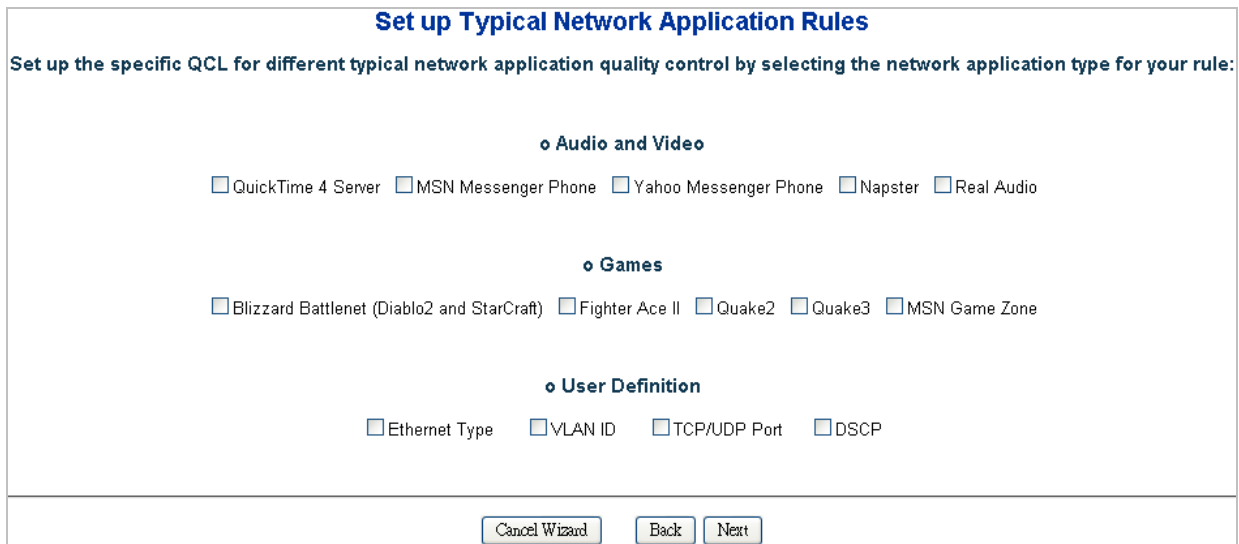 Set up Typical Network Application Rules
Set up the specific QCL for different typical network application quality control by selecting the network application type for your rule:
o Audio and Video
QuickTime 4 Server MSN Messenger Phone Yahoo Messenger Phone Napster Real Audio
o Games
Blizzard Battlenet (Diablo2 and StarCraft) Fighter Ace II Quake2 Quake3 MSN Game Zone
o User Definition
Ethernet Type VLAN ID TCP/UDP Port DSCP
Cancel Wizard Back Next